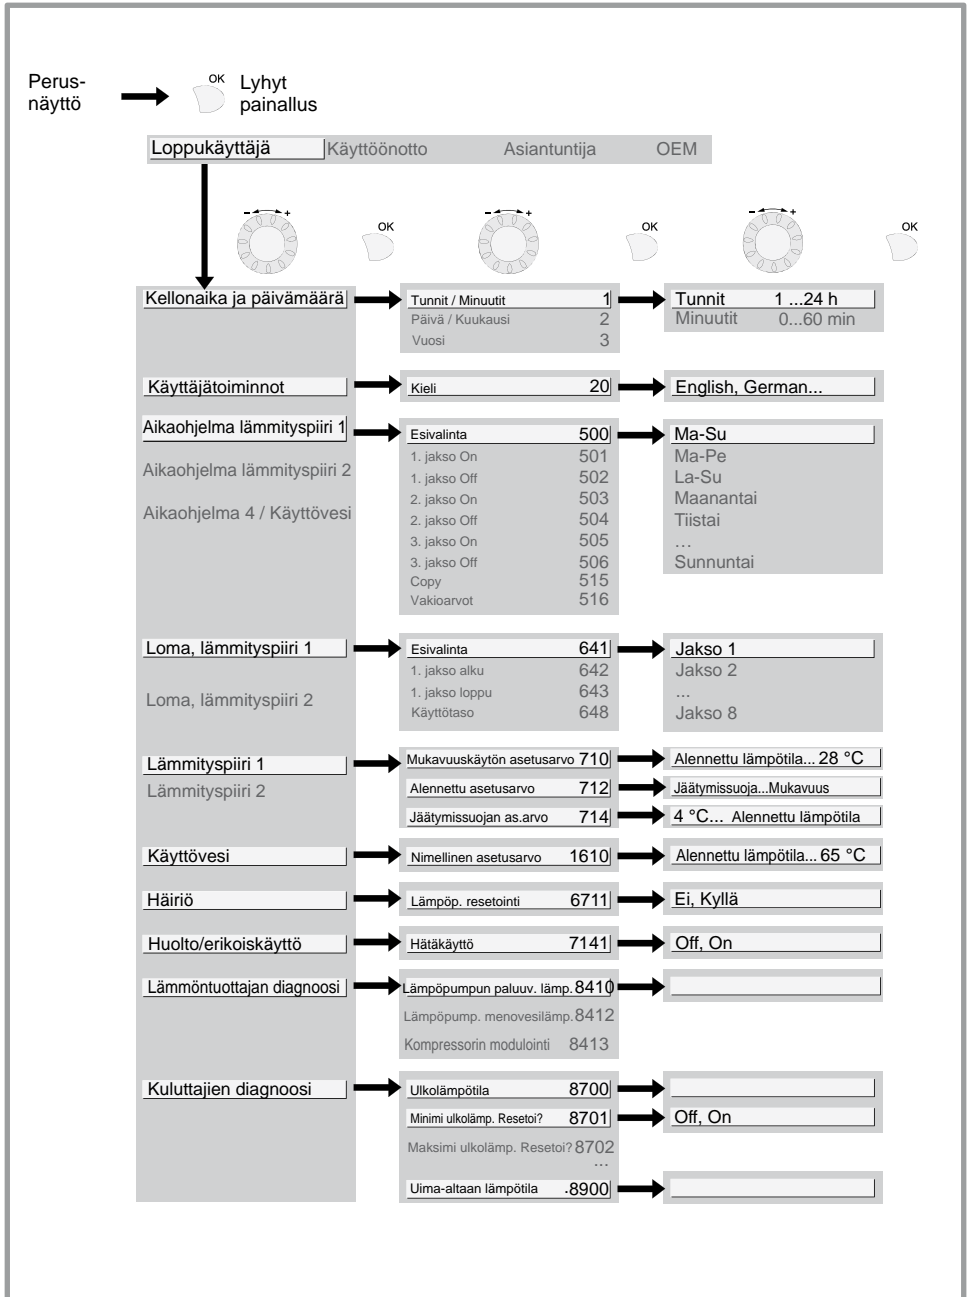 Perus-
näyttö
OK
Lyhyt
painallus
Loppukäyttäjä Käyttöönotto Asiantuntija OEM
- + OK - + OK - + OK
Kellonaika ja päivämäärä Tunnit / Minuutit 1 Tunnit 1 ...24 h
Päivä / Kuukausi 2 Minuutit 0...60 min
Vuosi 3
Käyttäjätoiminnot Kieli 20 English, German...
Aikaohjelma lämmityspiiri 1 Esivalinta 500 Ma-Su
1. jakso On 501 Ma-Pe
Aikaohjelma lämmityspiiri 2 1. jakso Off 502 La-Su
2. jakso On 503 Maanantai
Aikaohjelma 4 / Käyttövesi 2. jakso Off 504 Tiistai
3. jakso On 505 ...
3. jakso Off 506 Sunnuntai
Copy 515
Vakioarvot 516
Loma, lämmityspiiri 1 Esivalinta 641 Jakso 1
1. jakso alku 642 Jakso 2
Loma, lämmityspiiri 2 1. jakso loppu 643 ...
Käyttötaso 648 Jakso 8
Lämmityspiiri 1 Mukavuuskäytön asetusarvo 710 Alennettu lämpötila... 28 °C
Lämmityspiiri 2 Alennettu asetusarvo 712 Jäätymissuoja...Mukavuus
Jäätymissuojan as.arvo 714 4 °C... Alennettu lämpötila
Käyttövesi Nimellinen asetusarvo 1610 Alennettu lämpötila... 65 °C
Häiriö Lämpöp. resetointi 6711 Ei, Kyllä
Huolto/erikoiskäyttö Hätäkäyttö 7141 Off, On
Lämmöntuottajan diagnoosi Lämpöpumpun paluuv. lämp. 8410
Lämpöpump. menovesilämp. 8412
Kompressorin modulointi 8413
Kuluttajien diagnoosi Ulkolämpötila 8700
Minimi ulkolämp. Resetoi? 8701 Off, On
Maksimi ulkolämp. Resetoi? 8702
...
Uima-altaan lämpötila .8900